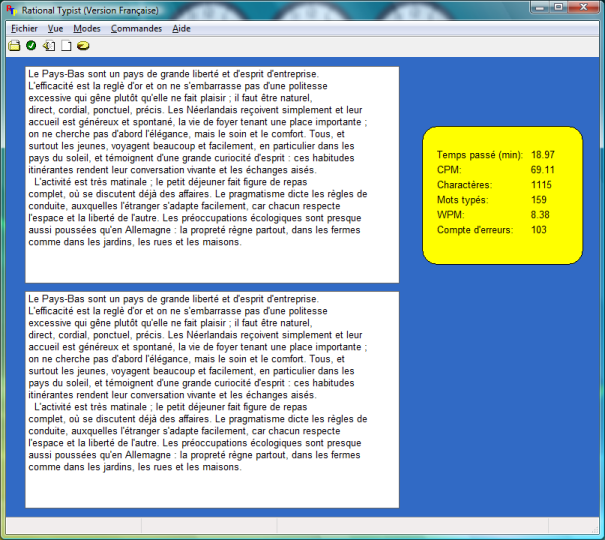 Rational Typist (Version Française)
Fichier Vue Modes Commandes Aide
Le Pays-Bas sont un pays de grande liberté et d'esprit d'entreprise.
L'efficacité est la reglè d'or et on ne s'embarrasse pas d'une politesse
excessive qui gêne plutôt qu'elle ne fait plaisir ; il faut être naturel,
direct, cordial, ponctuel, précis. Les Néerlandais reçoivent simplement et leur
accueil est généreux et spontané, la vie de foyer tenant une place importante ;
on ne cherche pas d'abord l'élégance, mais le soin et le comfort. Tous, et
surtout les jeunes, voyagent beaucoup et facilement, en particulier dans les
pays du soleil, et témoignent d'une grande curiocité d'esprit : ces habitudes
itinérantes rendent leur conversation vivante et les échanges aisés.
L'activité est très matinale ; le petit déjeuner fait figure de repas
complet, où se discutent déjà des affaires. Le pragmatisme dicte les règles de
conduite, auxquelles l'étranger s'adapte facilement, car chacun respecte
l'espace et la liberté de l'autre. Les préoccupations écologiques sont presque
aussi poussées qu'en Allemagne : la propreté règne partout, dans les fermes
comme dans les jardins, les rues et les maisons.
Temps passé (min): 18.97
CPM: 69.11
Charactéres: 1115
Mots typés: 159
WPM: 8.38
Compte d'erreurs: 103
Le Pays-Bas sont un pays de grande liberté et d'esprit d'entreprise.
L'efficacité est la reglè d'or et on ne s'embarrasse pas d'une politesse
excessive qui gêne plutôt qu'elle ne fait plaisir ; il faut être naturel,
direct, cordial, ponctuel, précis. Les Néerlandais reçoivent simplement et leur
accueil est généreux et spontané, la vie de foyer tenant une place importante ;
on ne cherche pas d'abord l'élégance, mais le soin et le comfort. Tous, et
surtout les jeunes, voyagent beaucoup et facilement, en particulier dans les
pays du soleil, et témoignent d'une grande curiocité d'esprit : ces habitudes
itinérantes rendent leur conversation vivante et les échanges aisés.
L'activité est très matinale ; le petit déjeuner fait figure de repas
complet, où se discutent déjà des affaires. Le pragmatisme dicte les règles de
conduite, auxquelles l'étranger s'adapte facilement, car chacun respecte
l'espace et la liberté de l'autre. Les préoccupations écologiques sont presque
aussi poussées qu'en Allemagne : la propreté règne partout, dans les fermes
comme dans les jardins, les rues et les maisons.